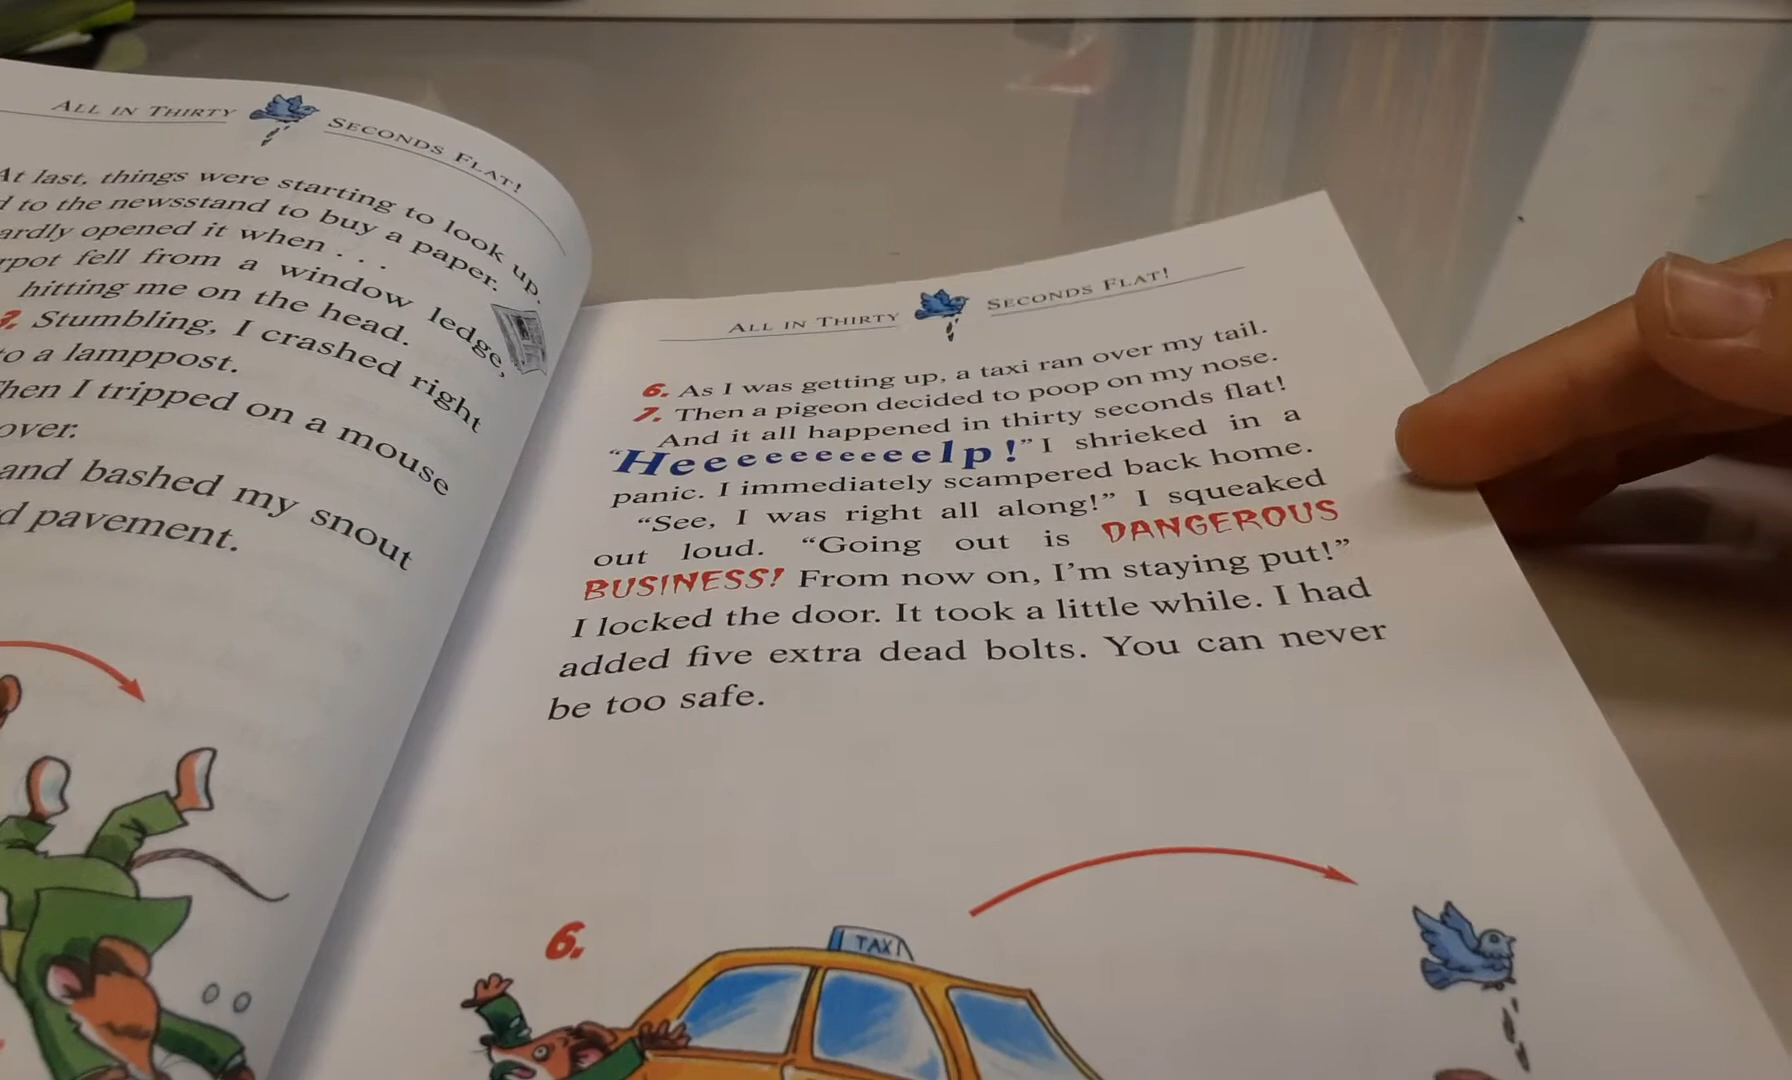 ALL IN THIRTY SECONDS FLAT!
At last, things were starting to look up.
to the newsstand to buy a paper.
opened it when . . .
fell from a window ledge,
hitting me on the head.
3. Stumbling, I crashed right
to a lamppost.
Then I tripped on a mouse
over.
and bashed my snout
pavement.
ALL IN THIRTY SECONDS FLAT!
6. As I was getting up, a taxi ran over my tail.
7. Then a pigeon decided to poop on my nose.
And it all happened in thirty seconds flat!
“Heeeeeeeeeelp!” I shrieked in a
panic. I immediately scampered back home.
“See, I was right all along!” I squeaked
out loud. “Going out is DANGEROUS
BUSINESS! From now on, I’m staying put!”
I locked the door. It took a little while. I had
added five extra dead bolts. You can never
be too safe.
6.
TAXI